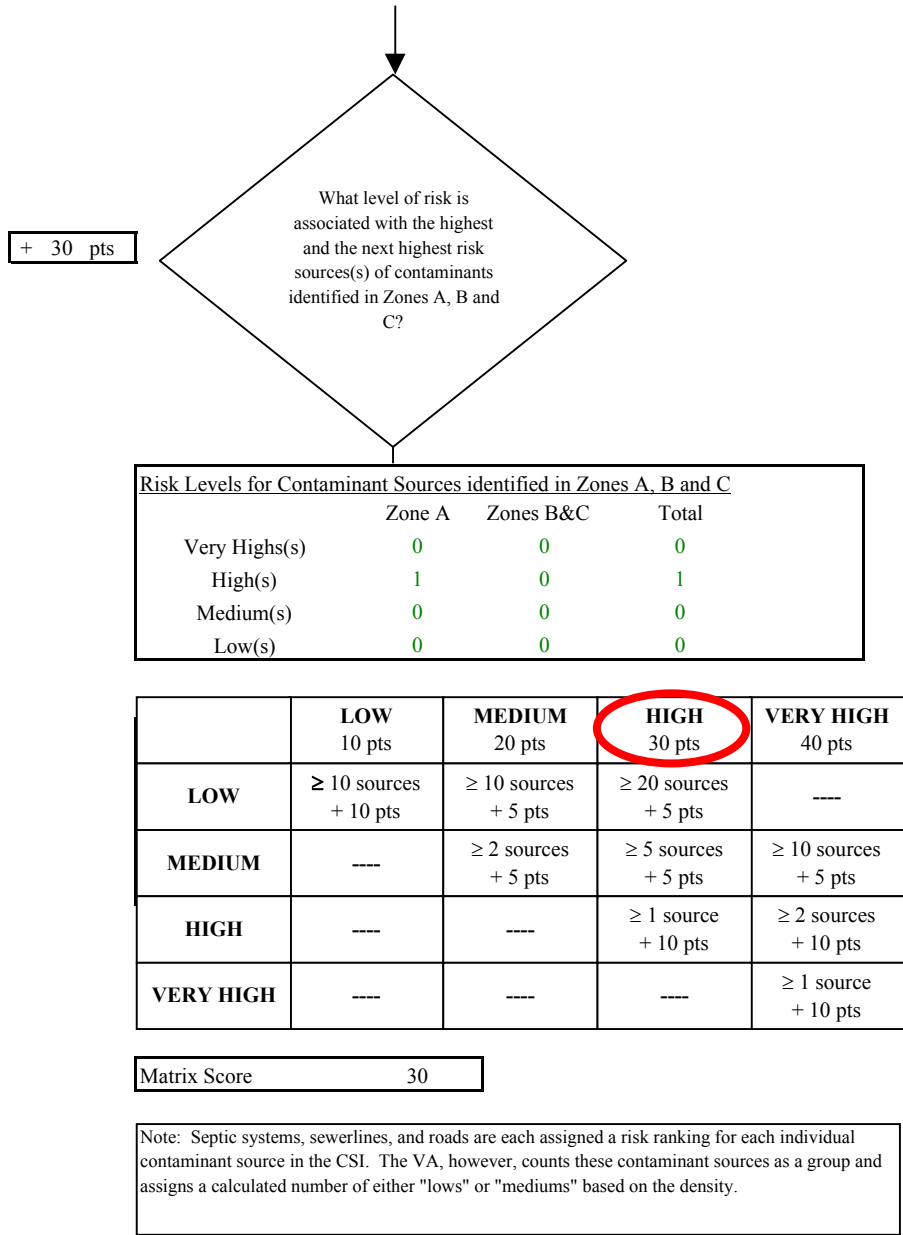 What level of risk is
associated with the highest
and the next highest risk
sources(s) of contaminants
identified in Zones A, B and
C?
+ 30 pts
Risk Levels for Contaminant Sources identified in Zones A, B and C
Zone A Zones B&C Total
Very Highs(s) 0 0 0
High(s) 1 0 1
Medium(s) 0 0 0
Low(s) 0 0 0
LOW MEDIUM HIGH VERY HIGH
10 pts 20 pts 30 pts 40 pts
LOW ≥ 10 sources ≥ 10 sources ≥ 20 sources ----
+ 10 pts + 5 pts + 5 pts
MEDIUM ---- ≥ 2 sources ≥ 5 sources ≥ 10 sources
+ 5 pts + 5 pts + 5 pts
HIGH ---- ---- ≥ 1 source ≥ 2 sources
+ 10 pts + 10 pts
VERY HIGH ---- ---- ---- ≥ 1 source
+ 10 pts
Matrix Score 30
Note: Septic systems, sewerlines, and roads are each assigned a risk ranking for each individual
contaminant source in the CSI. The VA, however, counts these contaminant sources as a group and
assigns a calculated number of either "lows" or "mediums" based on the density.